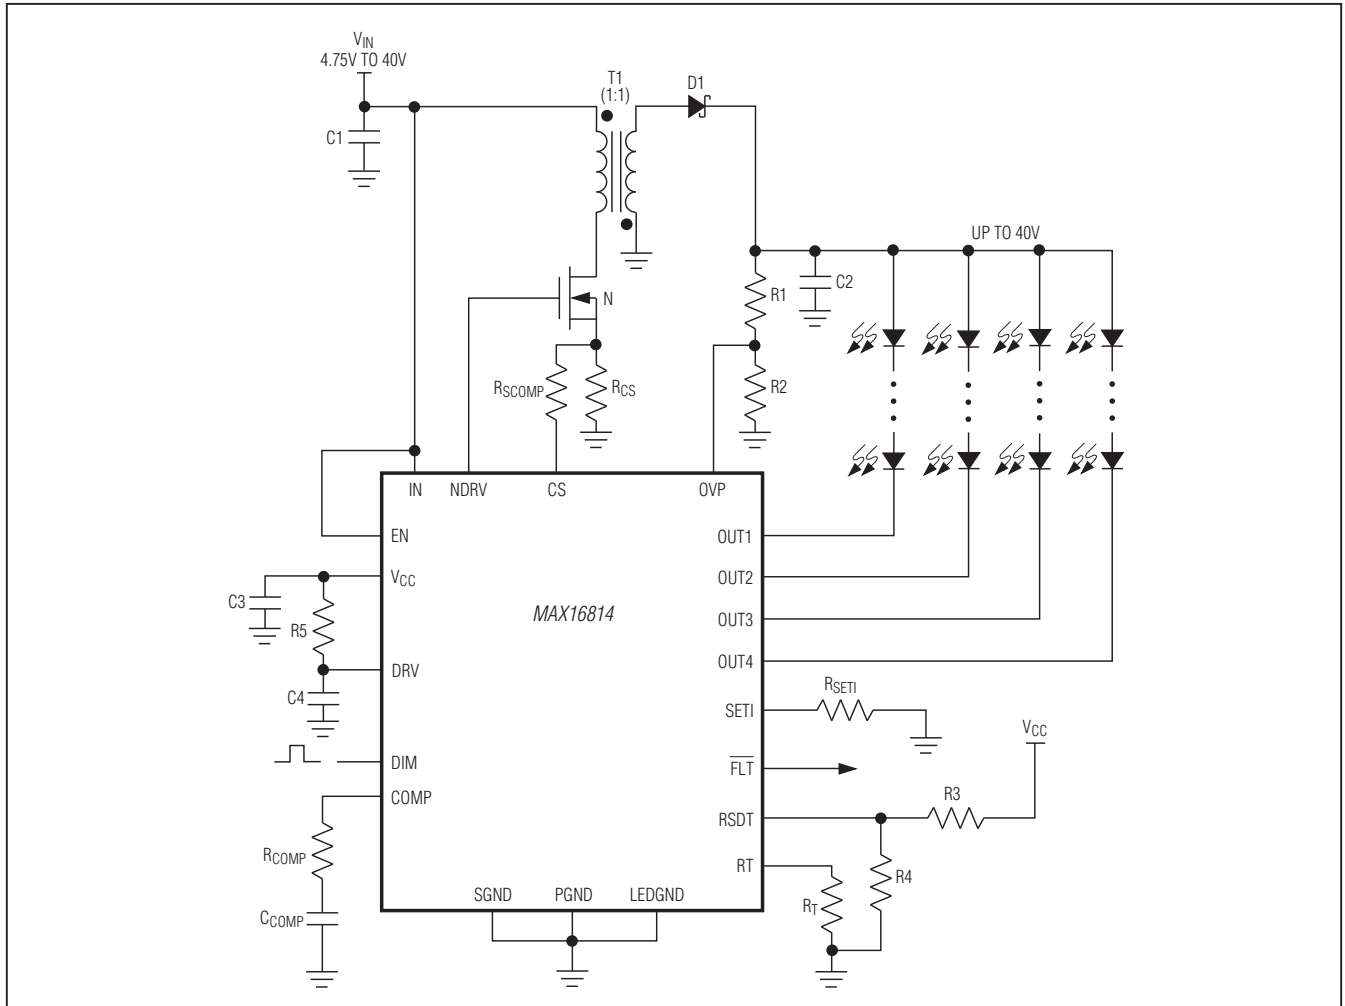 VIN
4.75V TO 40V
C1
T1
(1:1)
D1
UP TO 40V
C2
R1
N
RSCOMP
RCS
R2
IN
NDRV
CS
OVP
EN
OUT1
VCC
OUT2
C3
MAX16814
R5
OUT3
OUT4
DRV
C4
RSETI
SETI
VCC
DIM
FLT
COMP
R3
RSDT
RCOMP
RT
R4
SGND
PGND
LEDGND
RT
CCOMP